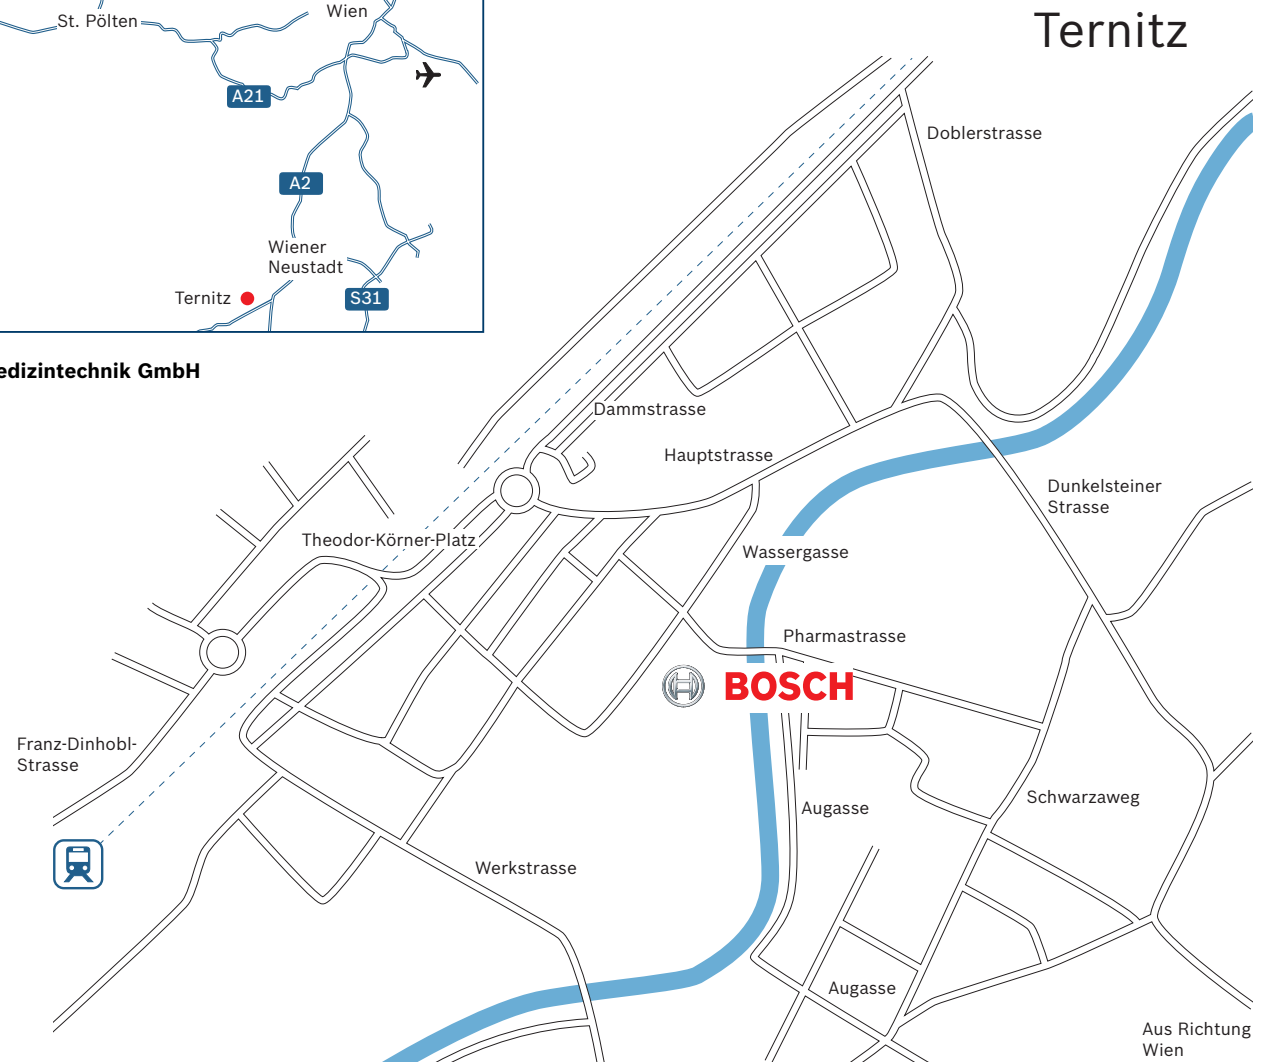 Ternitz
St. Pölten
Wien
A21
A2
Wiener
Neustadt
Ternitz
S31
edizintechnik GmbH
Doblerstrasse
Dammstrasse
Hauptstrasse
Dunkelsteiner
Strasse
Theodor-Körner-Platz
Wassergasse
Pharmastrasse
BOSCH
Franz-Dinhobl-
Strasse
Schwarzaweg
Augasse
Werkstrasse
Augasse
Aus Richtung
Wien